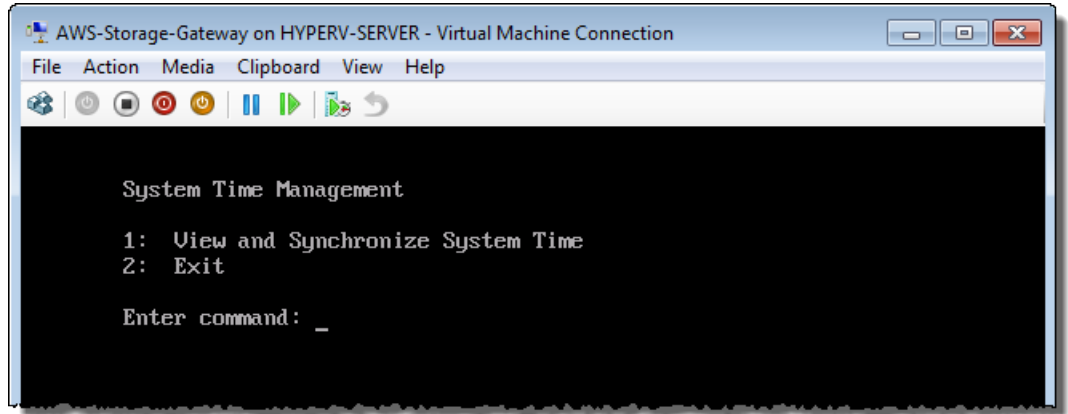 AWS-Storage-Gateway on HYPERV-SERVER - Virtual Machine Connection
File Action Media Clipboard View Help
System Time Management
1: View and Synchronize System Time
2: Exit
Enter command: _